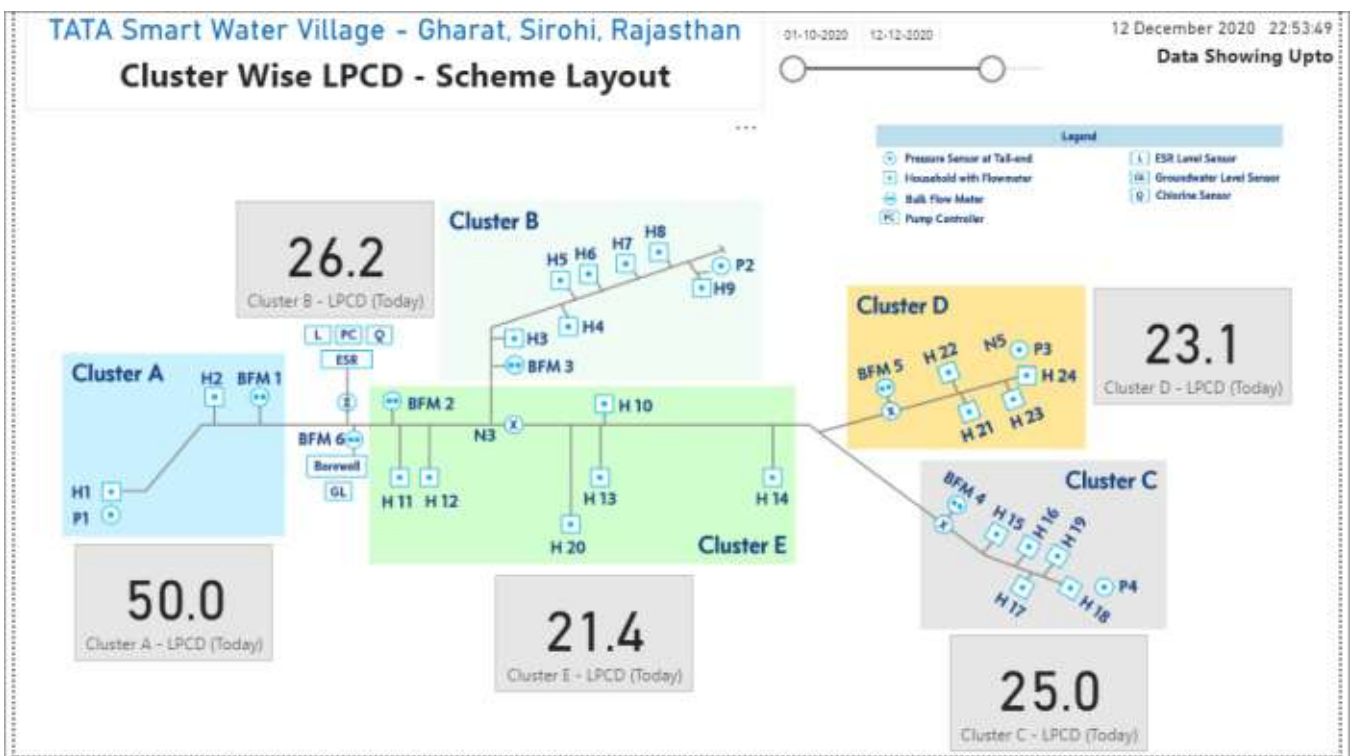 TATA Smart Water Village - Gharat, Sirohi, Rajasthan
Cluster Wise LPCD - Scheme Layout
01-10-2020 12-12-2020
12 December 2020 22:53:49
Data Showing Upto
...
Legend
Pressure Sensor at Tail-end
Household with Flowmeter
Bulk Flow Meter
PC Pump Controller
L ESR Level Sensor
GL Groundwater Level Sensor
Q Chlorine Sensor
26.2
Cluster B - LPCD (Today)
Cluster B
H3
H4
H5
H6
H7
H8
H9
P2
BFM 3
L PC Q
ESR
X
BFM 6
Borewell
GL
Cluster A
H2
BFM 1
H1
P1
50.0
Cluster A - LPCD (Today)
BFM 2
N3
X
H 10
H 11
H 12
H 13
H 14
H 20
Cluster E
21.4
Cluster E - LPCD (Today)
Cluster D
BFM 5
X
H 22
N5
P3
H 24
H 21
H 23
23.1
Cluster D - LPCD (Today)
Cluster C
BFM 4
X
H 15
H 16
H 19
H 17
H 18
P4
25.0
Cluster C - LPCD (Today)